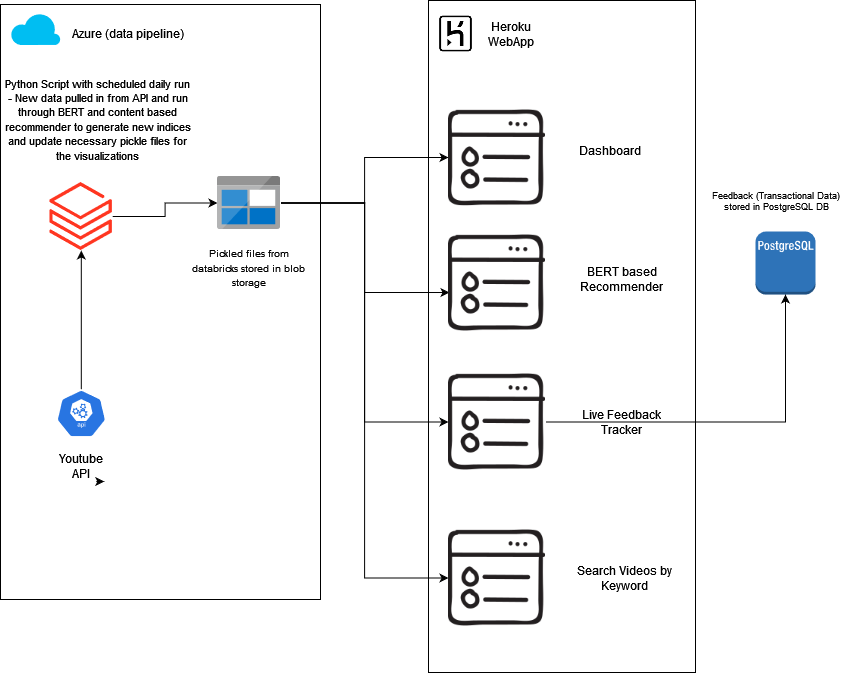 Azure (data pipeline)
Python Script with scheduled daily run
- New data pulled in from API and run
through BERT and content based
recommender to generate new indices
and update necessary pickle files for
the visualizations
Pickled files from
databricks stored in blob
storage
api
Youtube
API
Heroku
WebApp
Dashboard
BERT based
Recommender
Live Feedback
Tracker
Search Videos by
Keyword
Feedback (Transactional Data)
stored in PostgreSQL DB
PostgreSQL